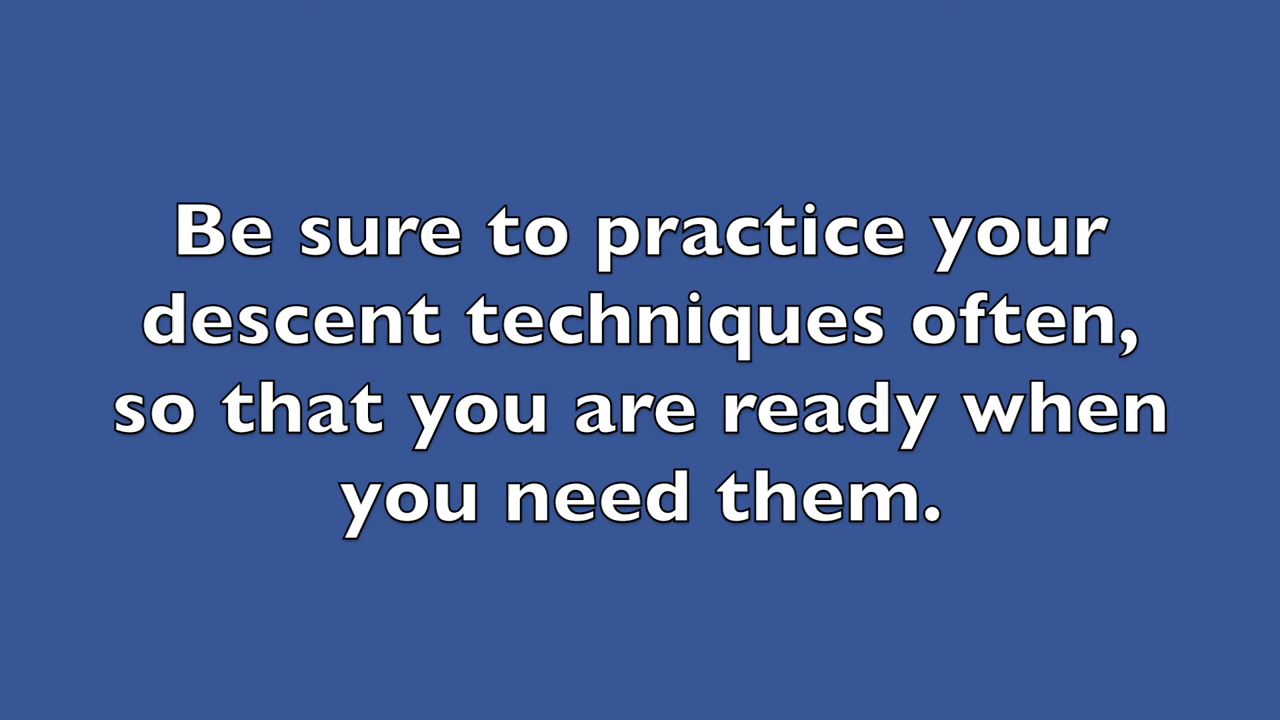 Be sure to practice your
descent techniques often,
so that you are ready when
you need them.